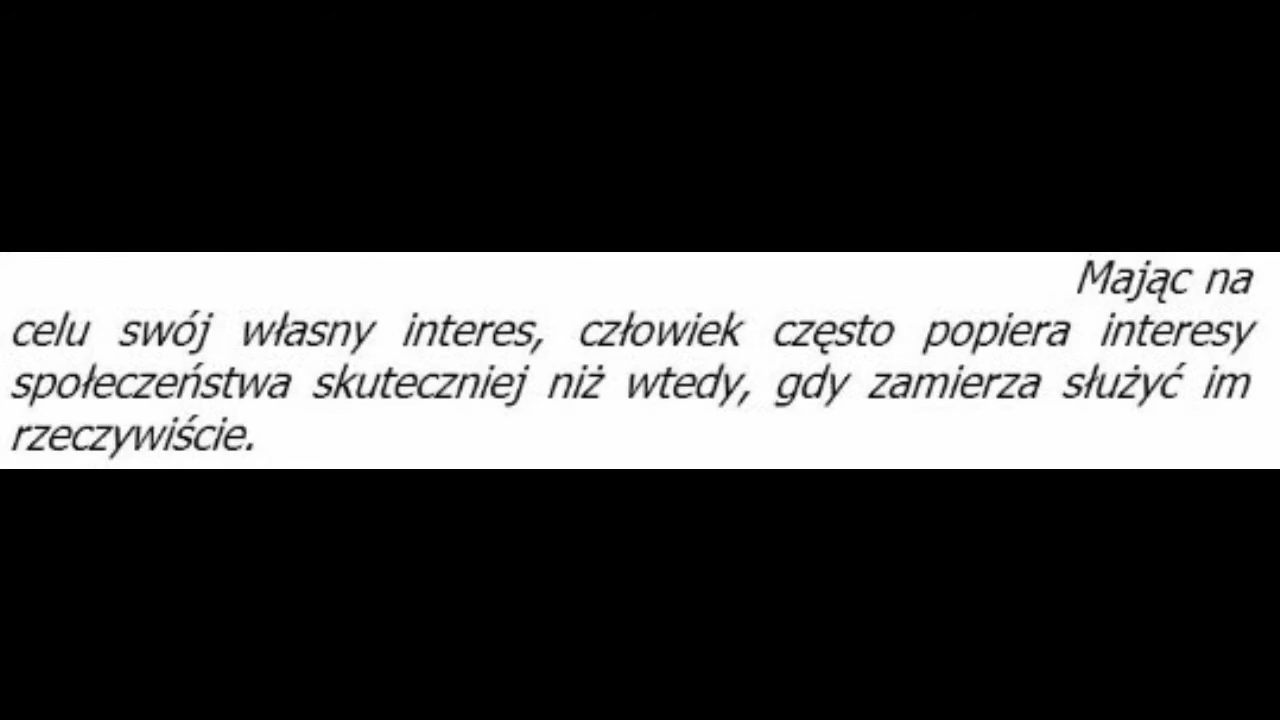 Mając na
celu swój własny interes, człowiek często popiera interesy
społeczeństwa skuteczniej niż wtedy, gdy zamierza służyć im
rzeczywiście.